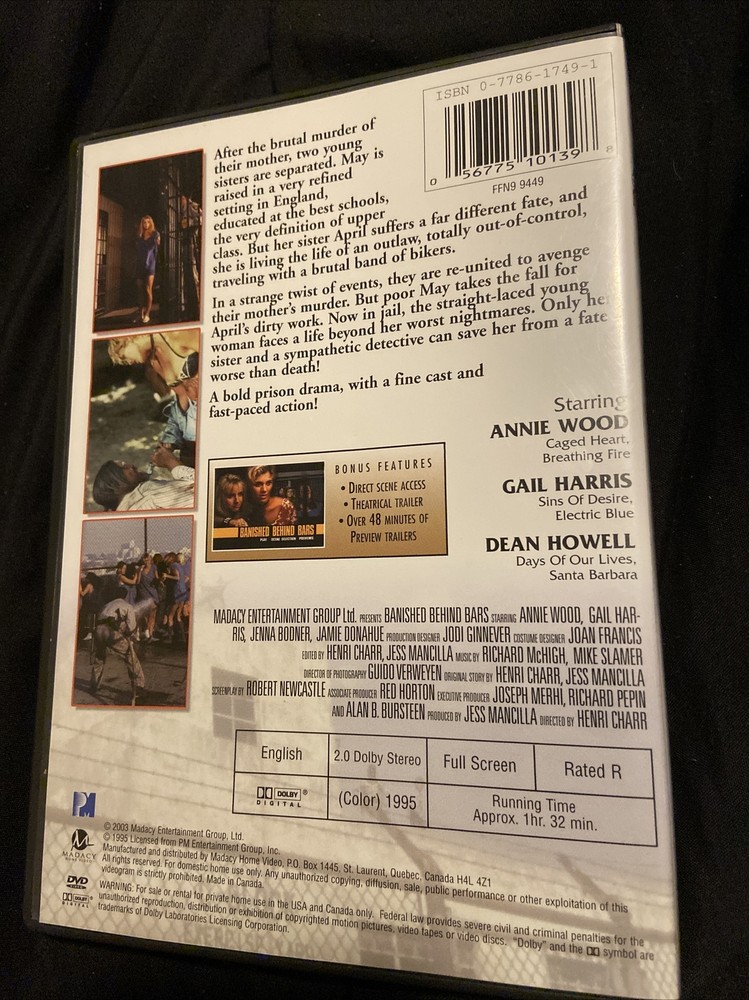 ISBN 0-7786-1749-1
0 56775 10139 8
FFN9 9449
After the brutal murder of
their mother, two young
sisters are separated. May is
raised in a very refined
setting in England,
educated at the best schools,
the very definition of upper
class. But her sister April suffers a far different fate, and
she is living the life of an outlaw, totally out-of-control,
traveling with a brutal band of bikers.
In a strange twist of events, they are re-united to avenge
their mother's murder. But poor May takes the fall for
April's dirty work. Now in jail, the straight-laced young
woman faces a life beyond her worst nightmares. Only he
sister and a sympathetic detective can save her from a fate
worse than death!
A bold prison drama, with a fine cast and
fast-paced action!
Starring
ANNIE WOOD
Caged Heart,
Breathing Fire
GAIL HARRIS
Sins Of Desire,
Electric Blue
DEAN HOWELL
Days Of Our Lives,
Santa Barbara
BONUS FEATURES
• DIRECT SCENE ACCESS
• THEATRICAL TRAILER
• OVER 48 MINUTES OF
PREVIEW TRAILERS
BANISHED BEHIND BARS
MADACY ENTERTAINMENT GROUP Ltd. PRESENTS BANISHED BEHIND BARS STARRING ANNIE WOOD, GAIL HAR-
RIS, JENNA BODNER, JAMIE DONAHUE PRODUCTION DESIGNER JODI GINNEVER COSTUME DESIGNER JOAN FRANCIS
EDITED BY HENRI CHARR, JESS MANCILLA MUSIC BY RICHARD McHIGH, MIKE SLAMER
DIRECTOR OF PHOTOGRAPHY GUIDO VERWEYEN ORIGINAL STORY BY HENRI CHARR, JESS MANCILLA
SCREENPLAY BY ROBERT NEWCASTLE ASSOCIATE PRODUCER RED HORTON EXECUTIVE PRODUCER JOSEPH MERHI, RICHARD PEPIN
AND ALAN B. BURSTEEN PRODUCED BY JESS MANCILLA DIRECTED BY HENRI CHARR
English
2.0 Dolby Stereo
Full Screen
Rated R
DOLBY®
DIGITAL
(Color) 1995
Running Time
Approx. 1hr. 32 min.
PM
MADACY
DVD
DOLBY
DIGITAL
© 2003 Madacy Entertainment Group, Ltd.
© 1995 Licensed from PM Entertainment Group, Inc.
Manufactured and distributed by Madacy Home Video, P.O. Box 1445, St. Laurent, Quebec, Canada H4L 4Z1
All rights reserved. For domestic home use only. Any unauthorized copying, diffusion, sale, public performance or other exploitation of this
videogram is strictly prohibited. Made in Canada.
WARNING: For sale or rental for private home use in the USA and Canada only. Federal law provides severe civil and criminal penalties for the
unauthorized reproduction, distribution or exhibition of copyrighted motion pictures, video tapes or video discs. "Dolby" and the symbol are
trademarks of Dolby Laboratories Licensing Corporation.